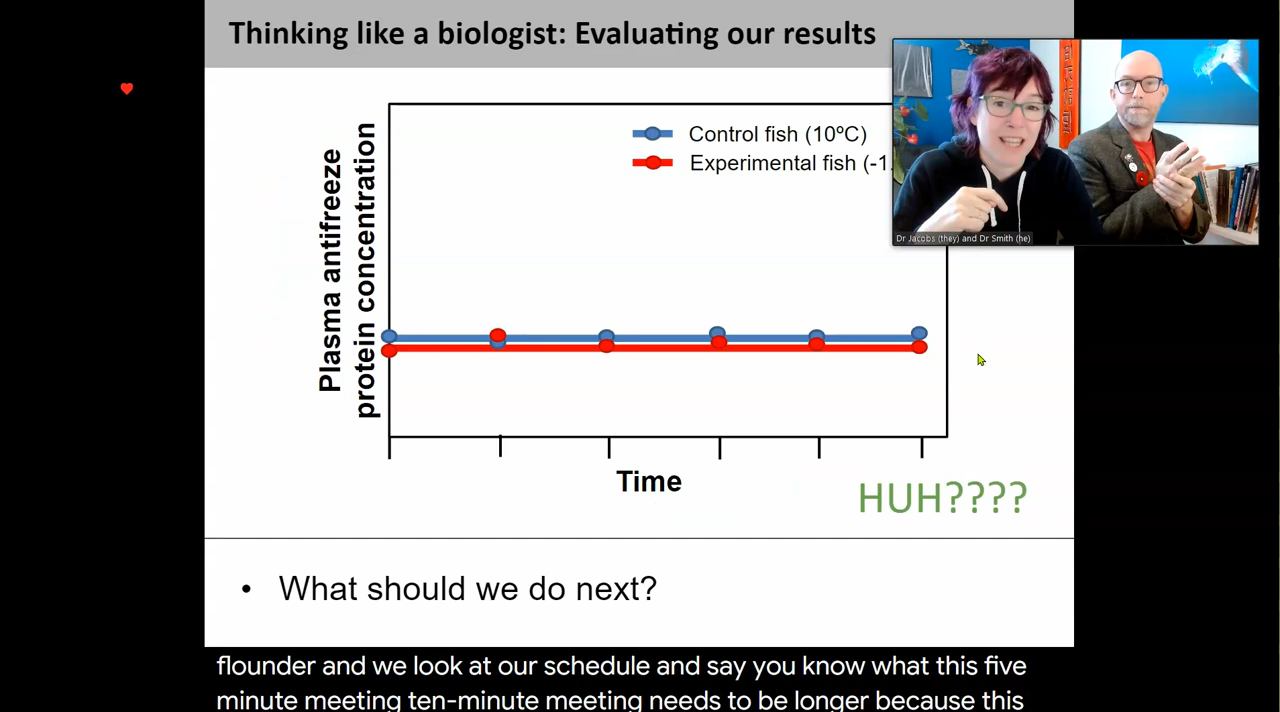 Thinking like a biologist: Evaluating our results
Plasma antifreeze
protein concentration
Control fish (10ºC)
Experimental fish (-1.
Dr Jacobs (they) and Dr Smith (he)
Time
HUH????
• What should we do next?
flounder and we look at our schedule and say you know what this five
minute meeting ten-minute meeting needs to be longer because this